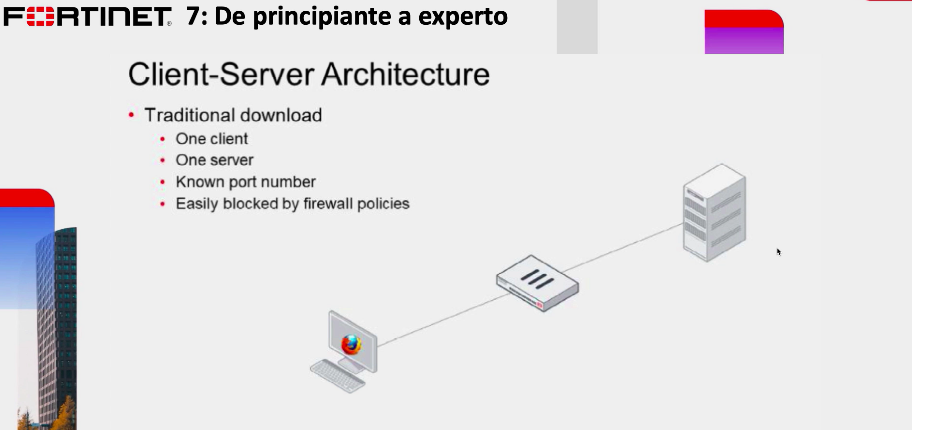 FORTINET 7: De principiante a experto
Client-Server Architecture
• Traditional download
• One client
• One server
• Known port number
• Easily blocked by firewall policies